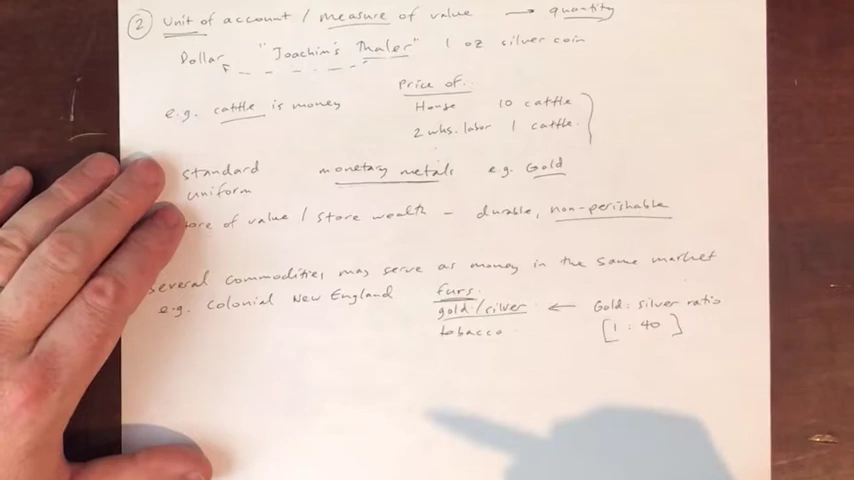 ② Unit of account / measure of value → quantity
Dollar "Joachim's Thaler" 1 oz silver coin
Price of..
e.g. cattle is money House 10 cattle
2 wks. labor 1 cattle.
standard monetary metals e.g. Gold
uniform
store of value / store wealth - durable, non-perishable
Several commodities may serve as money in the same market
e.g. Colonial New England furs.
gold/silver ← Gold : silver ratio
tobacco [1 : 40]